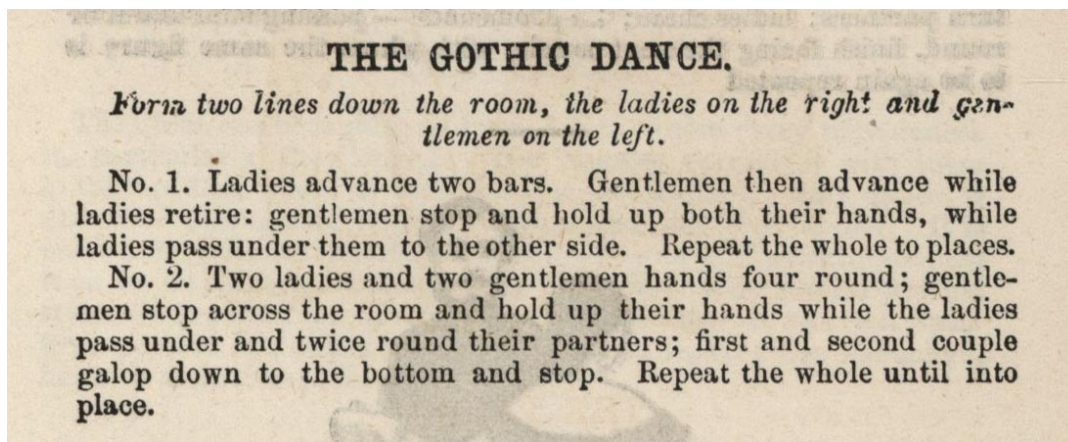 THE GOTHIC DANCE.
Form two lines down the room, the ladies on the right and gen-
tlemen on the left.
No. 1. Ladies advance two bars. Gentlemen then advance while
ladies retire: gentlemen stop and hold up both their hands, while
ladies pass under them to the other side. Repeat the whole to places.
No. 2. Two ladies and two gentlemen hands four round; gentle-
men stop across the room and hold up their hands while the ladies
pass under and twice round their partners; first and second couple
galop down to the bottom and stop. Repeat the whole until into
place.